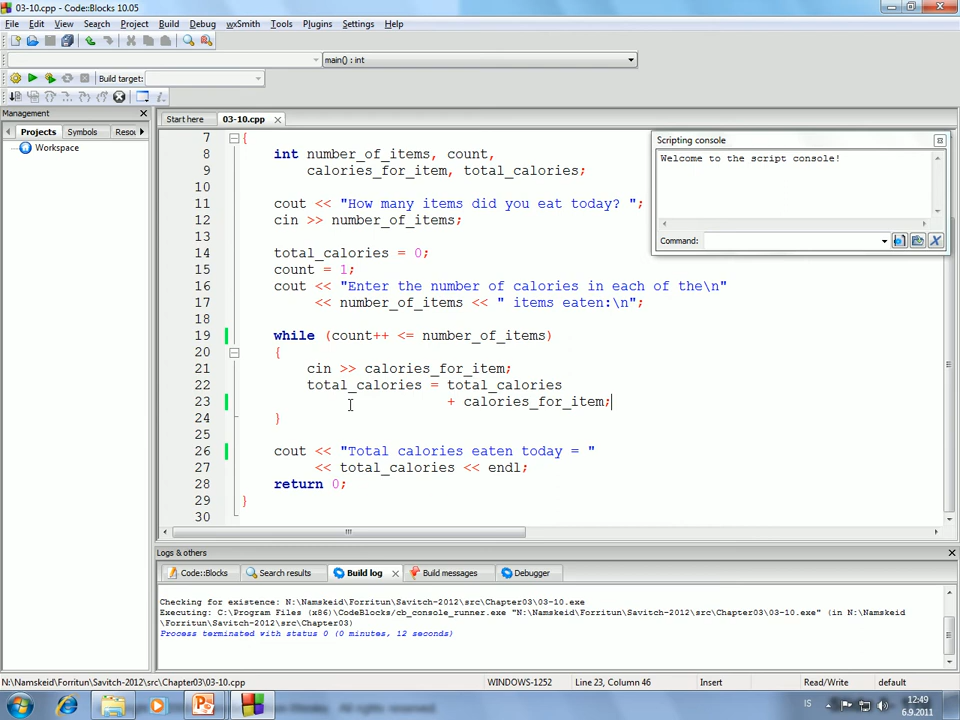 03-10.cpp - Code::Blocks 10.05
File Edit View Search Project Build Debug wxSmith Tools Plugins Settings Help
main() : int
Build target:
Management
Projects Symbols Resou
Workspace
Start here 03-10.cpp
7 {
8 int number_of_items, count,
9 calories_for_item, total_calories;
10
11 cout << "How many items did you eat today? ";
12 cin >> number_of_items;
13
14 total_calories = 0;
15 count = 1;
16 cout << "Enter the number of calories in each of the\n"
17 << number_of_items << " items eaten:\n";
18
19 while (count++ <= number_of_items)
20 {
21 cin >> calories_for_item;
22 total_calories = total_calories
23 + calories_for_item;
24 }
25
26 cout << "Total calories eaten today = "
27 << total_calories << endl;
28 return 0;
29 }
30
Scripting console
Welcome to the script console!
Command:
Logs & others
Code::Blocks Search results Build log Build messages Debugger
Checking for existence: N:\Namskeid\Forritun\Savitch-2012\src\Chapter03\03-10.exe
Executing: C:\Program Files (x86)\CodeBlocks/cb_console_runner.exe "N:\Namskeid\Forritun\Savitch-2012\src\Chapter03\03-10.exe" (in N:\Namskeid
\Forritun\Savitch-2012\src\Chapter03)
Process terminated with status 0 (0 minutes, 12 seconds)
N:\Namskeid\Forritun\Savitch-2012\src\Chapter03\03-10.cpp WINDOWS-1252 Line 23, Column 46 Insert Read/Write default
IS 12:49
6.9.2011